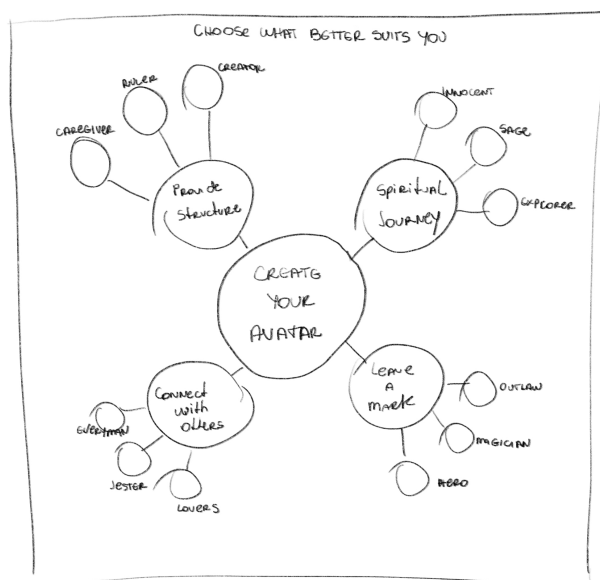 CHOOSE WHAT BETTER SUITS YOU
CREATOR
RULER
CAREGIVER
Provide
Structure
INNOCENT
SAGE
EXPLORER
SPIRITUAL
JOURNEY
CREATE
YOUR
AVATAR
CONNECT
with
others
EVERYMAN
JESTER
LOVERS
LEAVE
A
MARK
OUTLAW
MAGICIAN
HERO